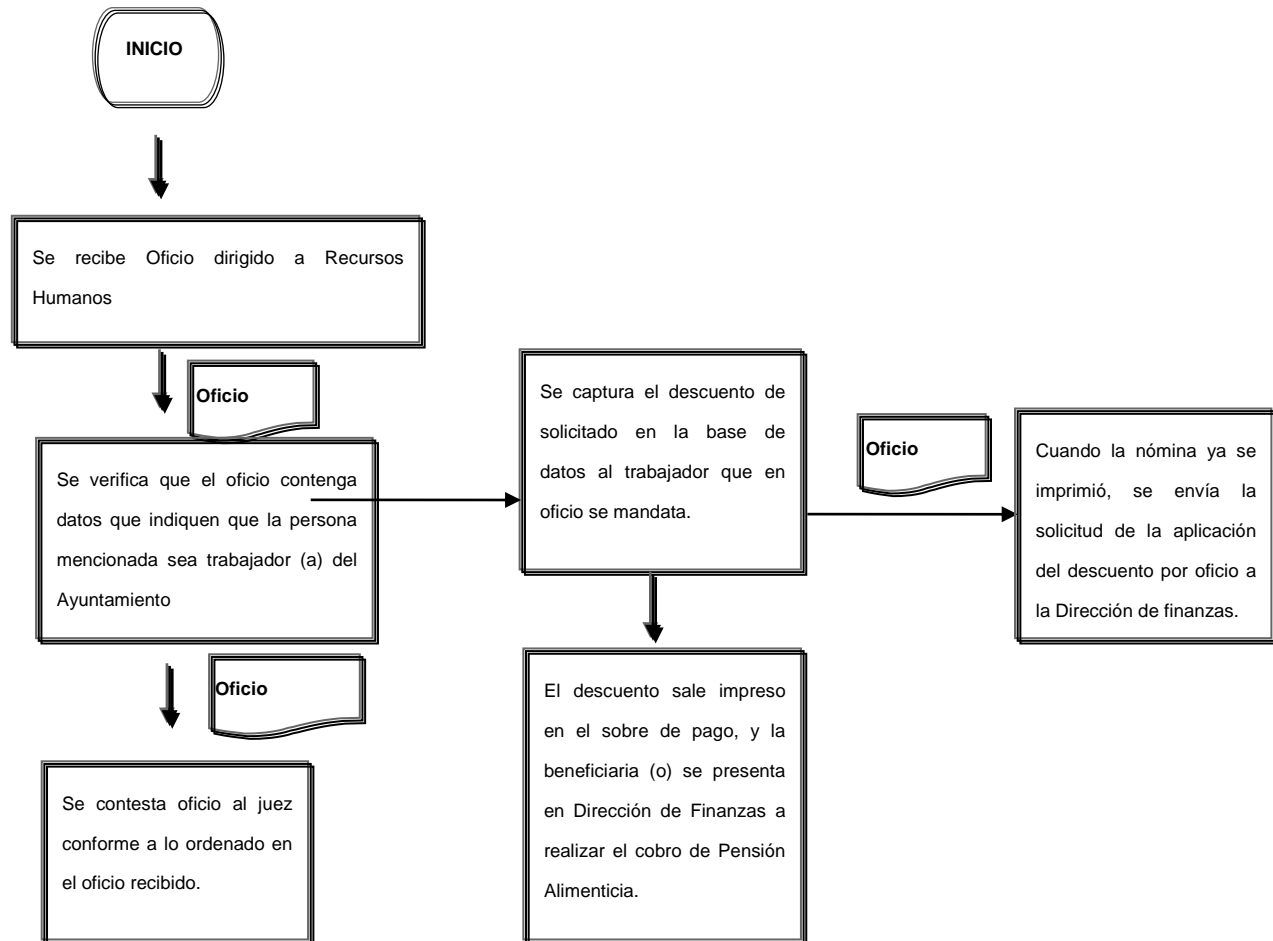 INICIO
Se recibe Oficio dirigido a Recursos
Humanos
Oficio
Se verifica que el oficio contenga
datos que indiquen que la persona
mencionada sea trabajador (a) del
Ayuntamiento
Oficio
Se contesta oficio al juez
conforme a lo ordenado en
el oficio recibido.
Se captura el descuento de
solicitado en la base de
datos al trabajador que en
oficio se mandata.
El descuento sale impreso
en el sobre de pago, y la
beneficiaria (o) se presenta
en Dirección de Finanzas a
realizar el cobro de Pensión
Alimenticia.
Oficio
Cuando la nómina ya se
imprimió, se envía la
solicitud de la aplicación
del descuento por oficio a
la Dirección de finanzas.